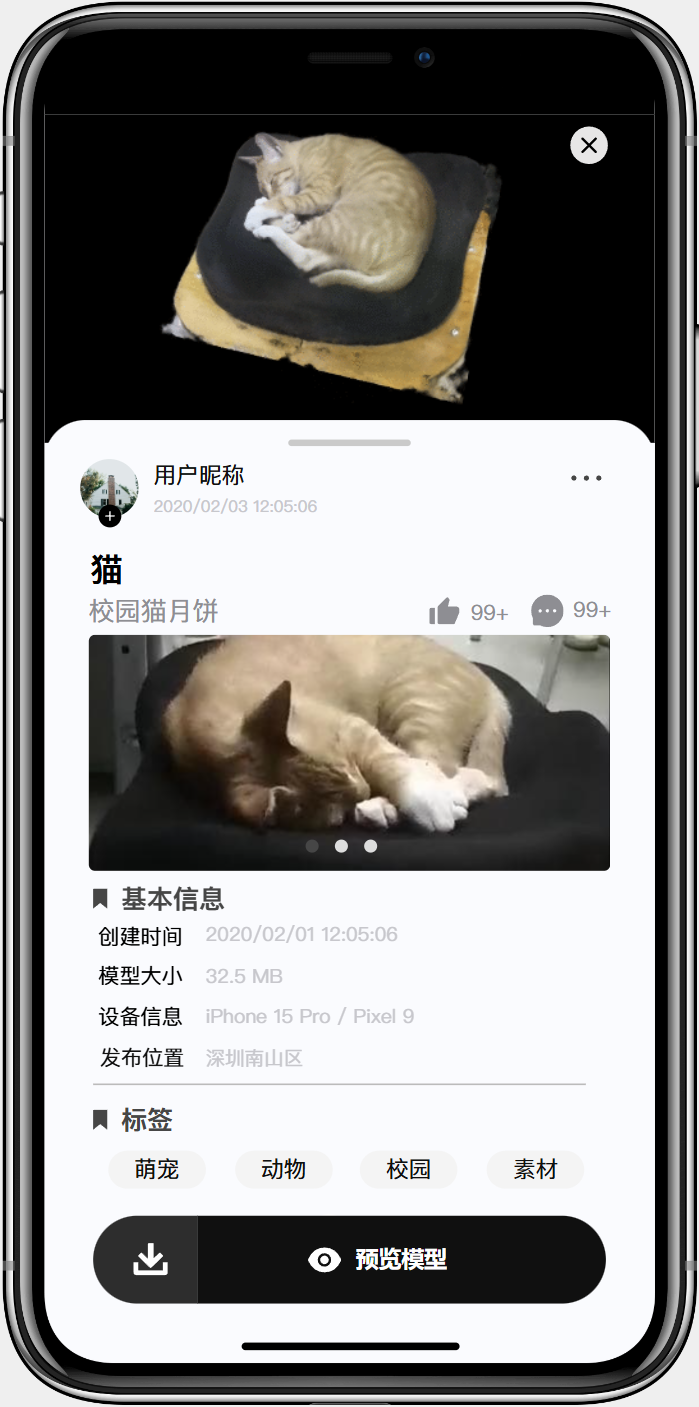 用户昵称
2020/02/03 12:05:06
猫
校园猫月饼 99+ 99+
基本信息
创建时间 2020/02/01 12:05:06
模型大小 32.5 MB
设备信息 iPhone 15 Pro / Pixel 9
发布位置 深圳南山区
标签
萌宠 动物 校园 素材
预览模型